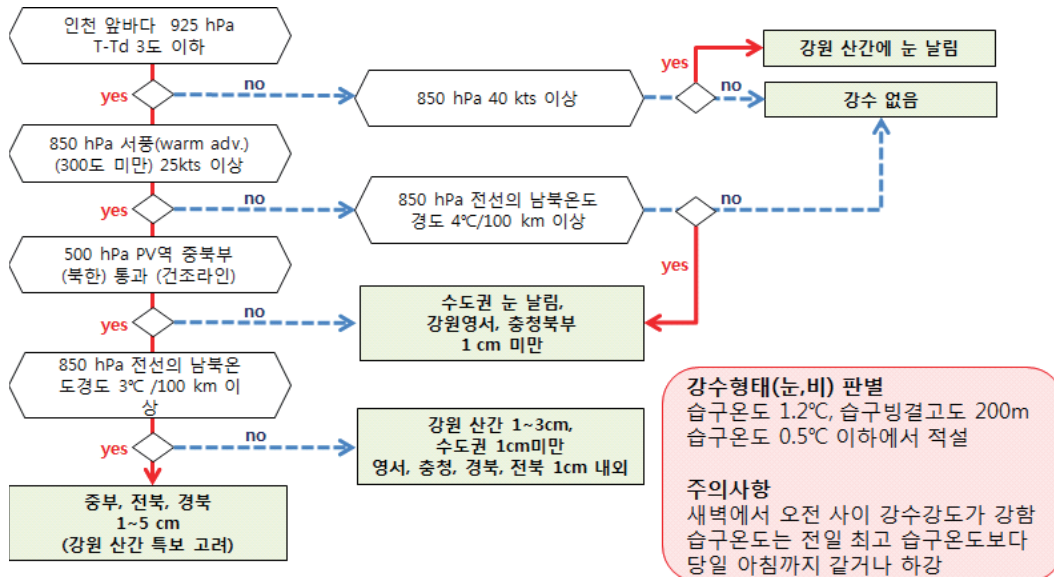 인천 앞바다 925 hPa
T-Td 3도 이하
yes
no
850 hPa 40 kts 이상
yes
강원 산간에 눈 날림
no
강수 없음
850 hPa 서풍(warm adv.)
(300도 미만) 25kts 이상
yes
no
850 hPa 전선의 남북온도
경도 4℃/100 km 이상
no
yes
500 hPa PV역 중북부
(북한) 통과 (건조라인)
yes
no
수도권 눈 날림,
강원영서, 충청북부
1 cm 미만
850 hPa 전선의 남북온
도경도 3℃ /100 km 이
상
yes
no
강원 산간 1~3cm,
수도권 1cm미만
영서, 충청, 경북, 전북 1cm 내외
중부, 전북, 경북
1~5 cm
(강원 산간 특보 고려)
강수형태(눈,비) 판별
습구온도 1.2℃, 습구빙결고도 200m
습구온도 0.5℃ 이하에서 적설
주의사항
새벽에서 오전 사이 강수강도가 강함
습구온도는 전일 최고 습구온도보다
당일 아침까지 같거나 하강